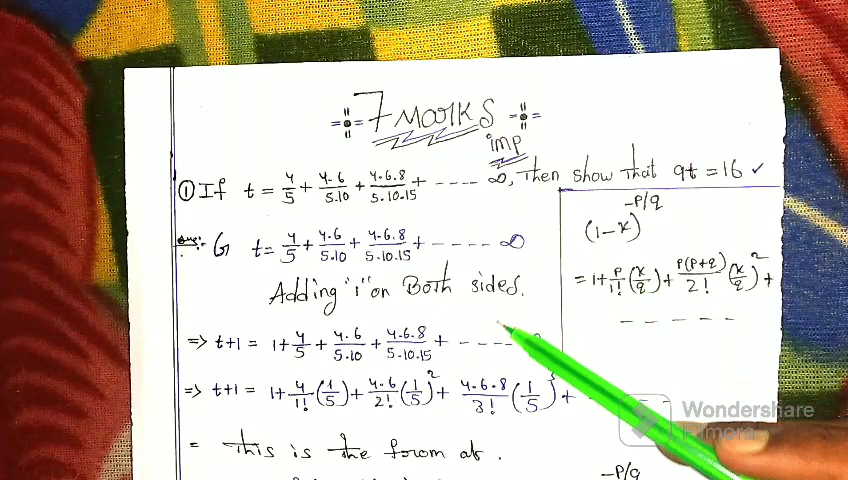 7 Marks
imp
① If t = 4/5 + 4.6/5.10 + 4.6.8/5.10.15 + ---- ∞, Then show that 9t = 16 ✓
Ans:- G t = 4/5 + 4.6/5.10 + 4.6.8/5.10.15 + ---- ∞
Adding "1" on Both sides.
⇒ t+1 = 1 + 4/5 + 4.6/5.10 + 4.6.8/5.10.15 + ----
⇒ t+1 = 1 + 4/1! (1/5) + 4.6/2! (1/5)² + 4.6.8/3! (1/5)³ +
= This is the form at.
-P/q
(1-x)^-P/q
= 1 + P/1! (x/q) + P(P+q)/2! (x/q)² +
-----
Wondershare
Filmora